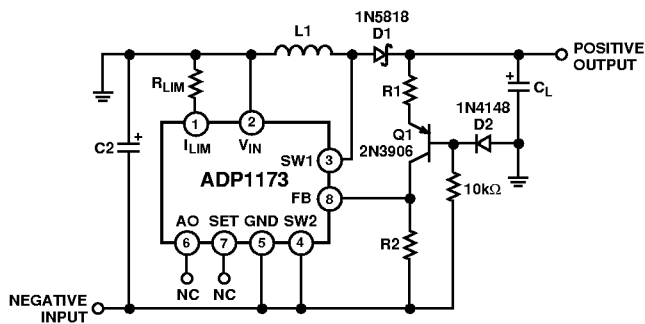 1N5818
D1
L1
POSITIVE
OUTPUT
RLIM
R1
+
CL
1N4148
D2
1
2
ILIM
VIN
Q1
2N3906
C2
+
SW1
3
ADP1173
FB
8
10kΩ
AO
SET
GND
SW2
6
7
5
4
R2
NC
NC
NEGATIVE
INPUT